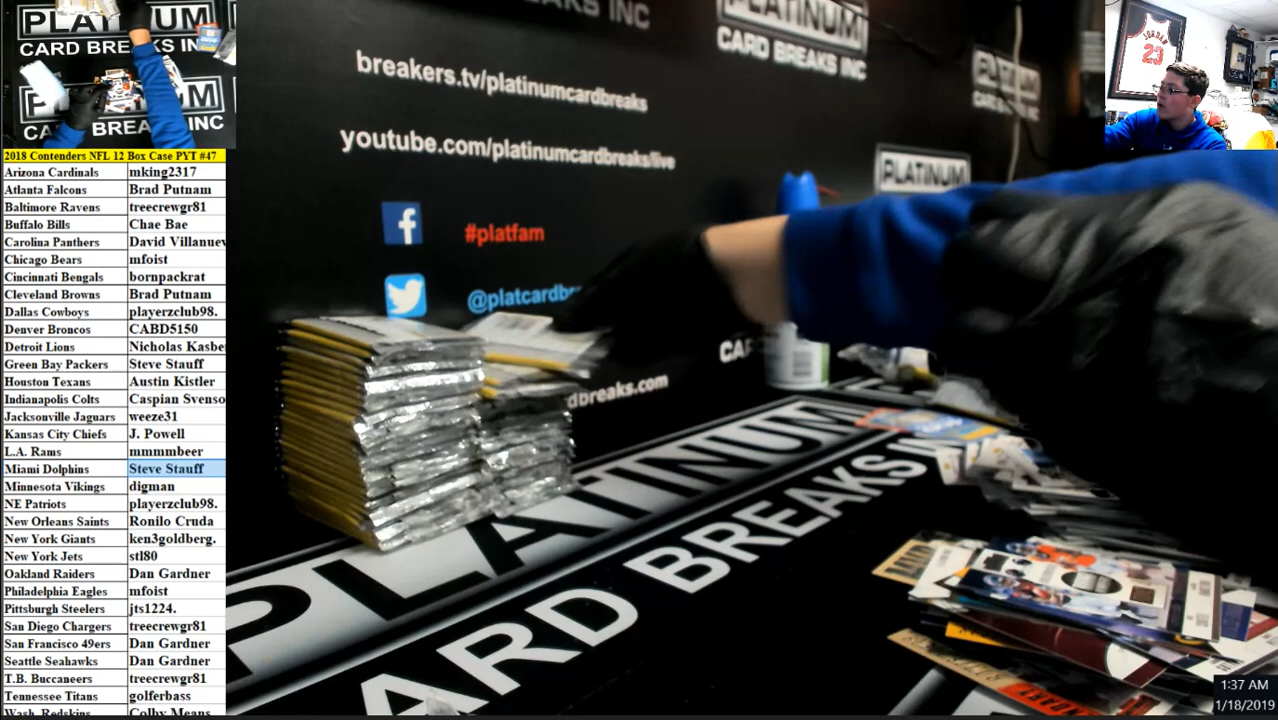 PLATINUM
CARD BREAKS INC
CARD BREAKS INC
PLATINUM
CARD BREAKS INC
breakers.tv/platinumcardbreaks
youtube.com/platinumcardbreaks/live
#platfam
PLATINUM
JORDAN
23
PLATINUM
CARD BREAKS
2018 Contenders NFL 12 Box Case PYT #47
Arizona Cardinals mking2317
Atlanta Falcons Brad Putnam
Baltimore Ravens treecrewgr81
Buffalo Bills Chae Bae
Carolina Panthers David Villanuev
Chicago Bears mfoist
Cincinnati Bengals bornpackrat
Cleveland Browns Brad Putnam
Dallas Cowboys playerzclub98.
Denver Broncos CABD5150
Detroit Lions Nicholas Kasbe
Green Bay Packers Steve Stauff
Houston Texans Austin Kistler
Indianapolis Colts Caspian Svenso
Jacksonville Jaguars weeze31
Kansas City Chiefs J. Powell
L.A. Rams mmmmbeer
Miami Dolphins Steve Stauff
Minnesota Vikings digman
NE Patriots playerzclub98.
New Orleans Saints Ronilo Cruda
New York Giants ken3goldberg.
New York Jets stl80
Oakland Raiders Dan Gardner
Philadelphia Eagles mfoist
Pittsburgh Steelers jts1224.
San Diego Chargers treecrewgr81
San Francisco 49ers Dan Gardner
Seattle Seahawks Dan Gardner
T.B. Buccaneers treecrewgr81
Tennessee Titans golferbass
Wash. Redskins Colby Means
1:37 AM
1/18/2019